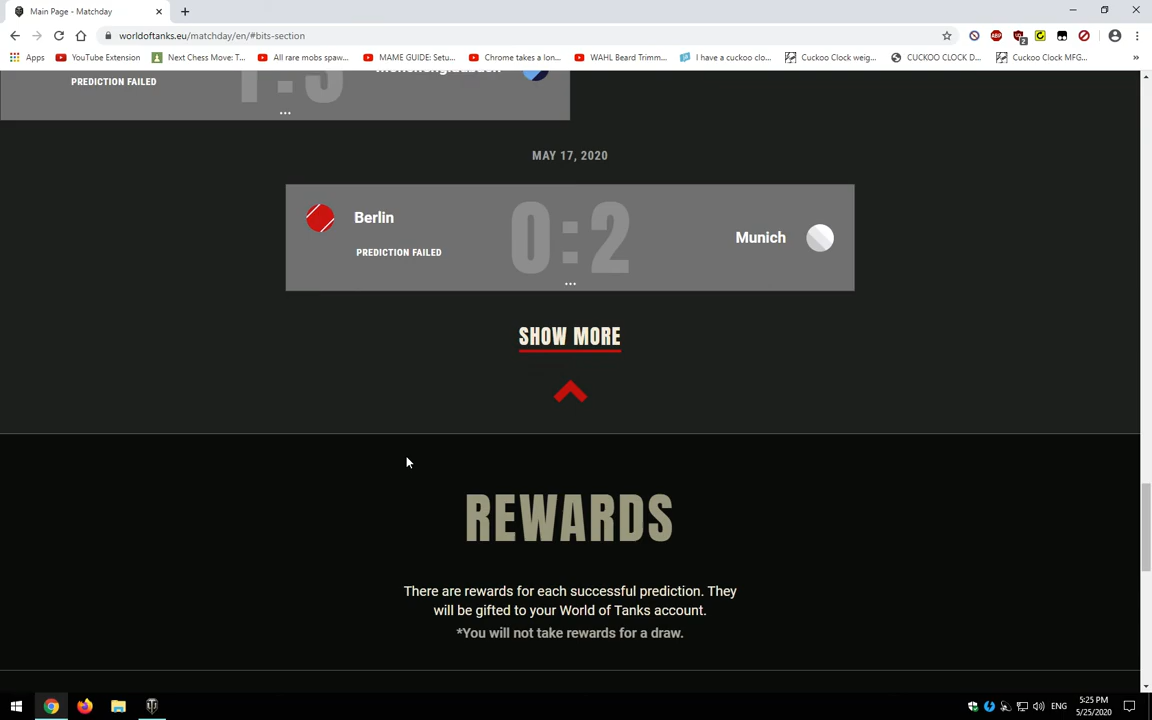 Main Page - Matchday
worldoftanks.eu/matchday/en/#bits-section
Apps
YouTube Extension
Next Chess Move: T...
All rare mobs spaw...
MAME GUIDE: Setu...
Chrome takes a lon...
WAHL Beard Trimm...
I have a cuckoo clo...
Cuckoo Clock weig...
CUCKOO CLOCK D...
Cuckoo Clock MFG...
»
PREDICTION FAILED
...
MAY 17, 2020
Berlin
0:2
Munich
PREDICTION FAILED
...
SHOW MORE
REWARDS
There are rewards for each successful prediction. They
will be gifted to your World of Tanks account.
*You will not take rewards for a draw.
ENG
5:25 PM
5/25/2020